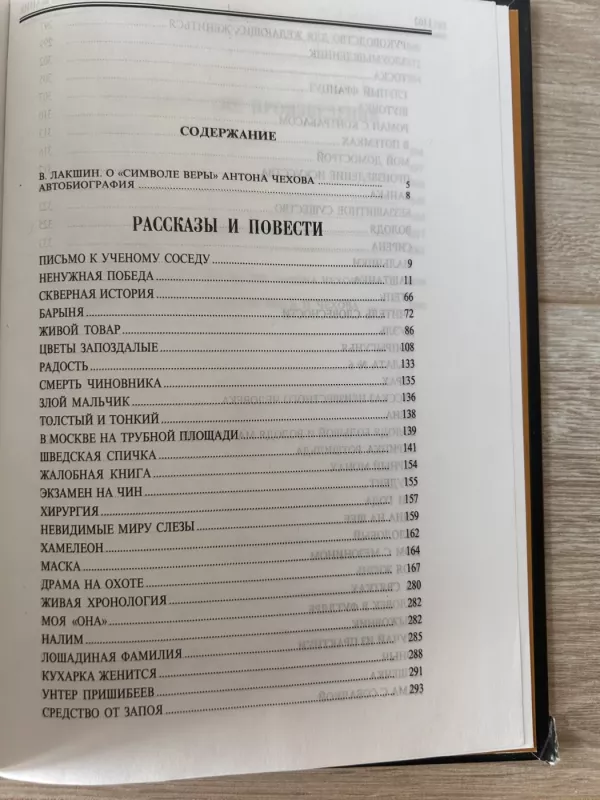 СОДЕРЖАНИЕ
В. ЛАКШИН. О «СИМВОЛЕ ВЕРЫ» АНТОНА ЧЕХОВА 5
АВТОБИОГРАФИЯ 8
РАССКАЗЫ И ПОВЕСТИ
ПИСЬМО К УЧЕНОМУ СОСЕДУ 9
НЕНУЖНАЯ ПОБЕДА 11
СКВЕРНАЯ ИСТОРИЯ 66
БАРЫНЯ 72
ЖИВОЙ ТОВАР 86
ЦВЕТЫ ЗАПОЗДАЛЫЕ 108
РАДОСТЬ 133
СМЕРТЬ ЧИНОВНИКА 135
ЗЛОЙ МАЛЬЧИК 136
ТОЛСТЫЙ И ТОНКИЙ 138
В МОСКВЕ НА ТРУБНОЙ ПЛОЩАДИ 139
ШВЕДСКАЯ СПИЧКА 141
ЖАЛОБНАЯ КНИГА 154
ЭКЗАМЕН НА ЧИН 155
ХИРУРГИЯ 157
НЕВИДИМЫЕ МИРУ СЛЕЗЫ 159
ХАМЕЛЕОН 162
МАСКА 164
ДРАМА НА ОХОТЕ 167
ЖИВАЯ ХРОНОЛОГИЯ 280
МОЯ «ОНА» 282
НАЛИМ 282
ЛОШАДИНАЯ ФАМИЛИЯ 285
КУХАРКА ЖЕНИТСЯ 288
УНТЕР ПРИШИБЕЕВ 291
СРЕДСТВО ОТ ЗАПОЯ 293